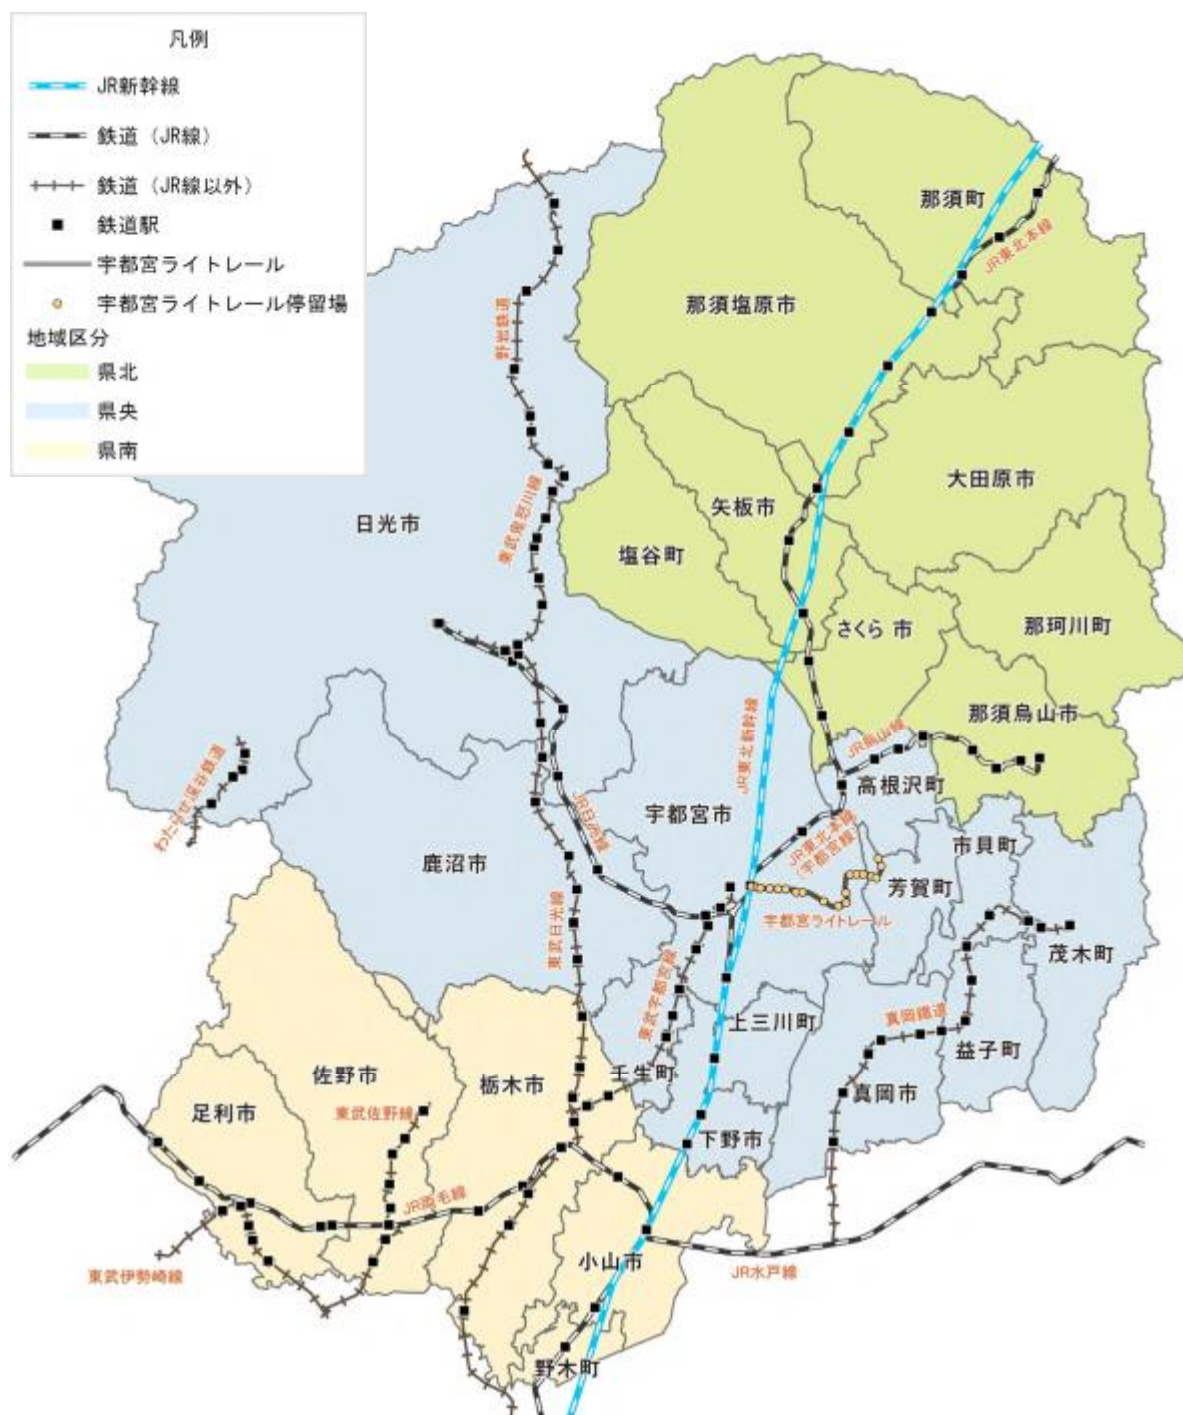 凡例
JR新幹線
鉄道（JR線）
鉄道（JR線以外）
鉄道駅
宇都宮ライトレール
宇都宮ライトレール停留場
地域区分
県北
県央
県南
那須町
JR東北本線
那須塩原市
野岩鉄道
大田原市
矢板市
東武鬼怒川線
日光市
塩谷町
さくら 市
那珂川町
那須烏山市
JR東北新幹線
JR烏山線
わたらせ渓谷鉄道
高根沢町
宇都宮市
JR日光線
JR東北本線
（宇都宮線）
市貝町
鹿沼市
芳賀町
宇都宮ライトレール
東武日光線
茂木町
東武宇都宮線
上三川町
真岡鐵道
益子町
佐野市
栃木市
壬生町
真岡市
足利市
東武佐野線
下野市
JR両毛線
小山市
東武伊勢崎線
JR水戸線
野木町